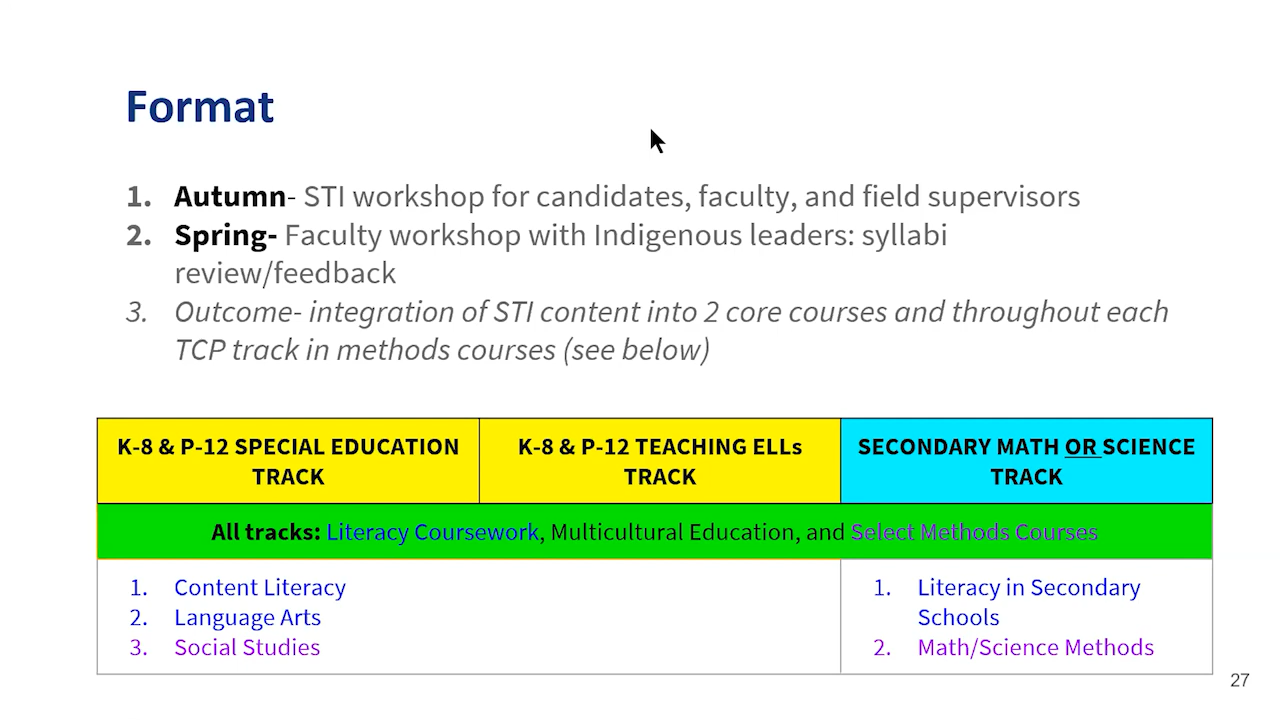 Format
1. Autumn- STI workshop for candidates, faculty, and field supervisors
2. Spring- Faculty workshop with Indigenous leaders: syllabi
review/feedback
3. Outcome- integration of STI content into 2 core courses and throughout each
TCP track in methods courses (see below)
K-8 & P-12 SPECIAL EDUCATION
TRACK
K-8 & P-12 TEACHING ELLs
TRACK
SECONDARY MATH OR SCIENCE
TRACK
All tracks: Literacy Coursework, Multicultural Education, and Select Methods Courses
1. Content Literacy
2. Language Arts
3. Social Studies
1. Literacy in Secondary
Schools
2. Math/Science Methods
27